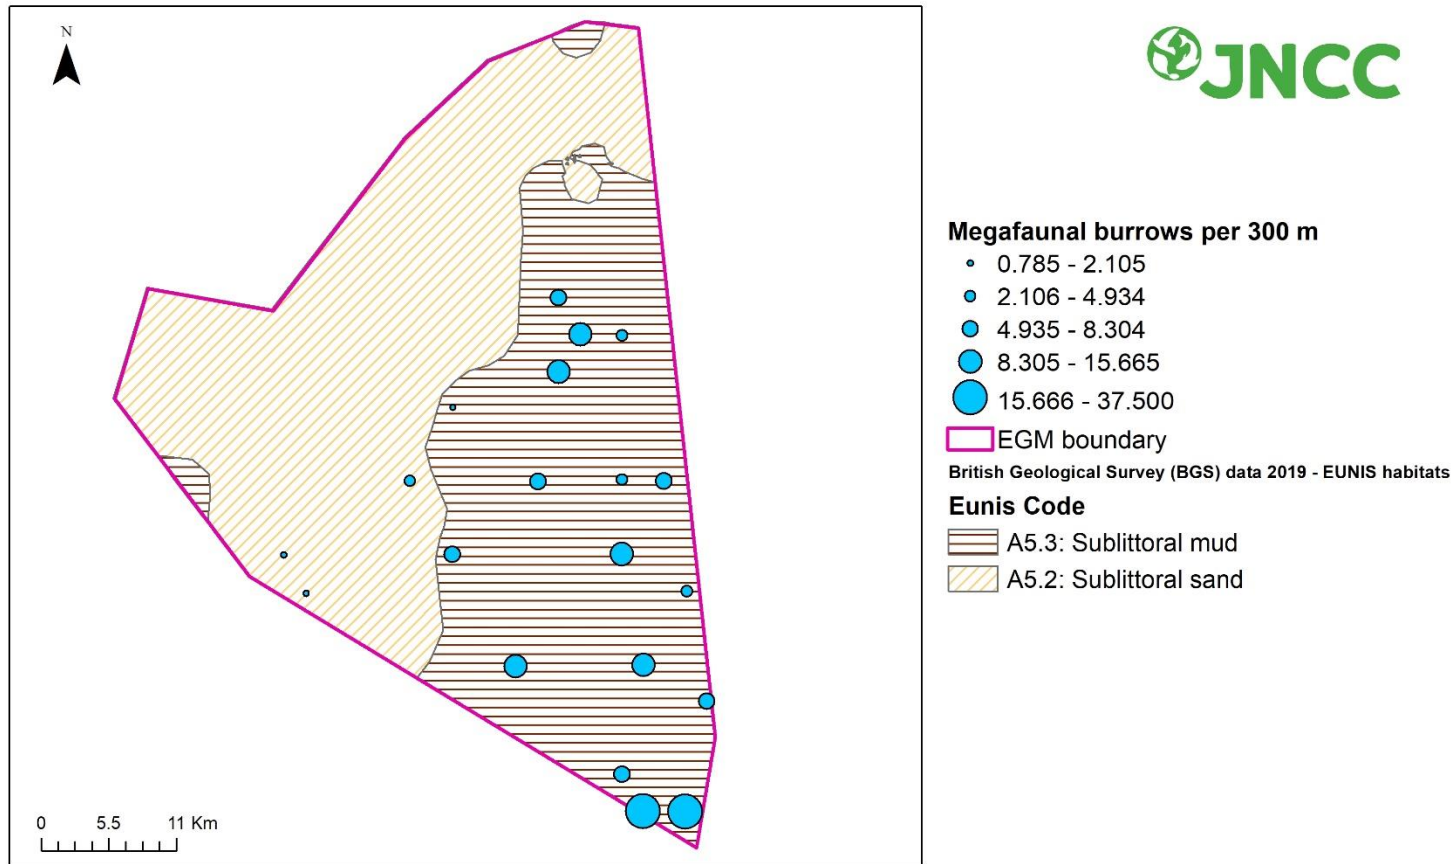 N
JNCC
Megafaunal burrows per 300 m
0.785 - 2.105
2.106 - 4.934
4.935 - 8.304
8.305 - 15.665
15.666 - 37.500
EGM boundary
British Geological Survey (BGS) data 2019 - EUNIS habitats
Eunis Code
A5.3: Sublittoral mud
A5.2: Sublittoral sand
0 5.5 11 Km